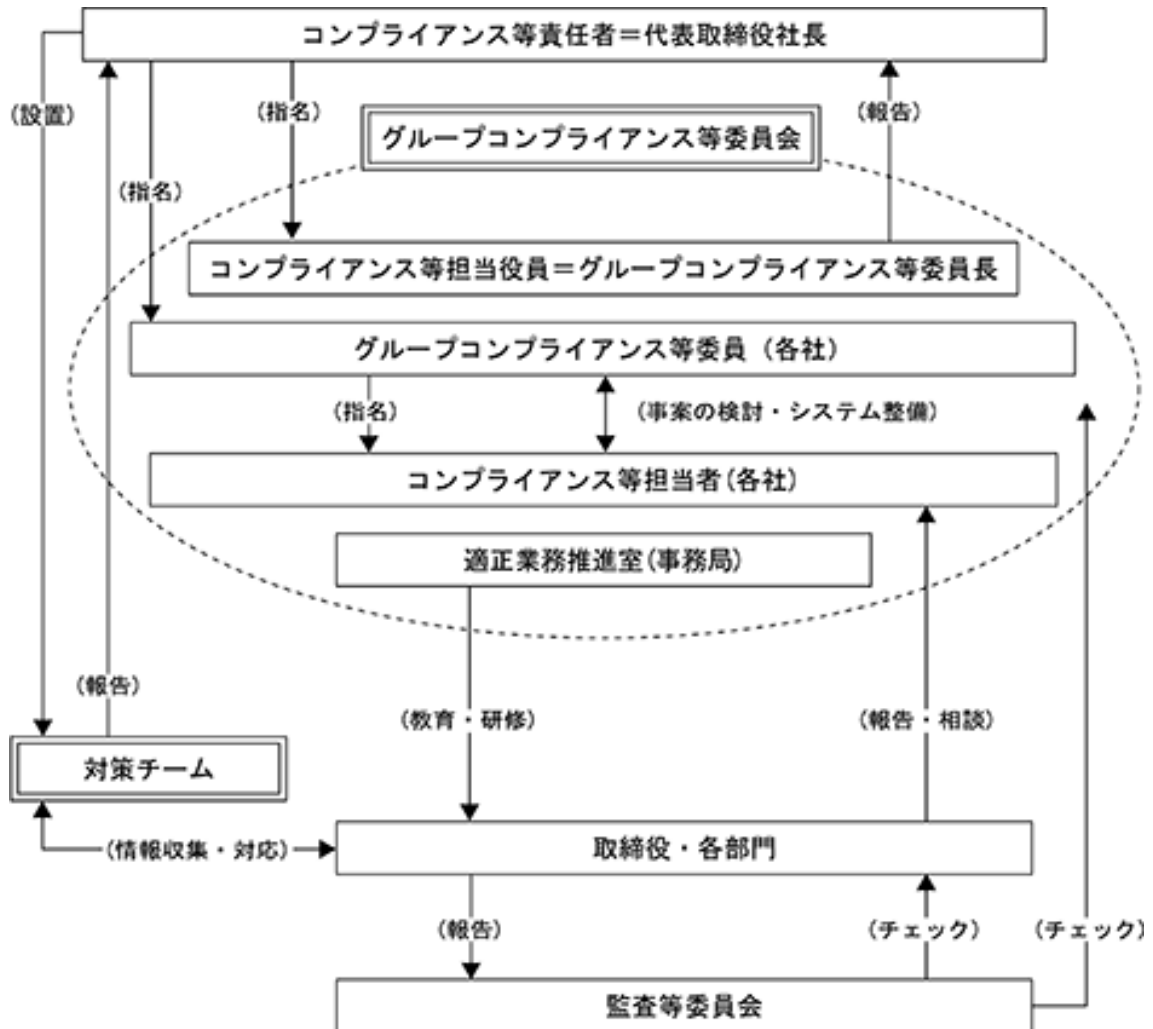 コンプライアンス等責任者＝代表取締役社長
(設置)
(指名)
(報告)
グループコンプライアンス等委員会
(指名)
コンプライアンス等担当役員＝グループコンプライアンス等委員長
グループコンプライアンス等委員（各社）
(指名)
(事案の検討・システム整備)
コンプライアンス等担当者(各社)
適正業務推進室(事務局)
(報告)
(教育・研修)
(報告・相談)
対策チーム
(情報収集・対応)
取締役・各部門
(報告)
(チェック)
(チェック)
監査等委員会